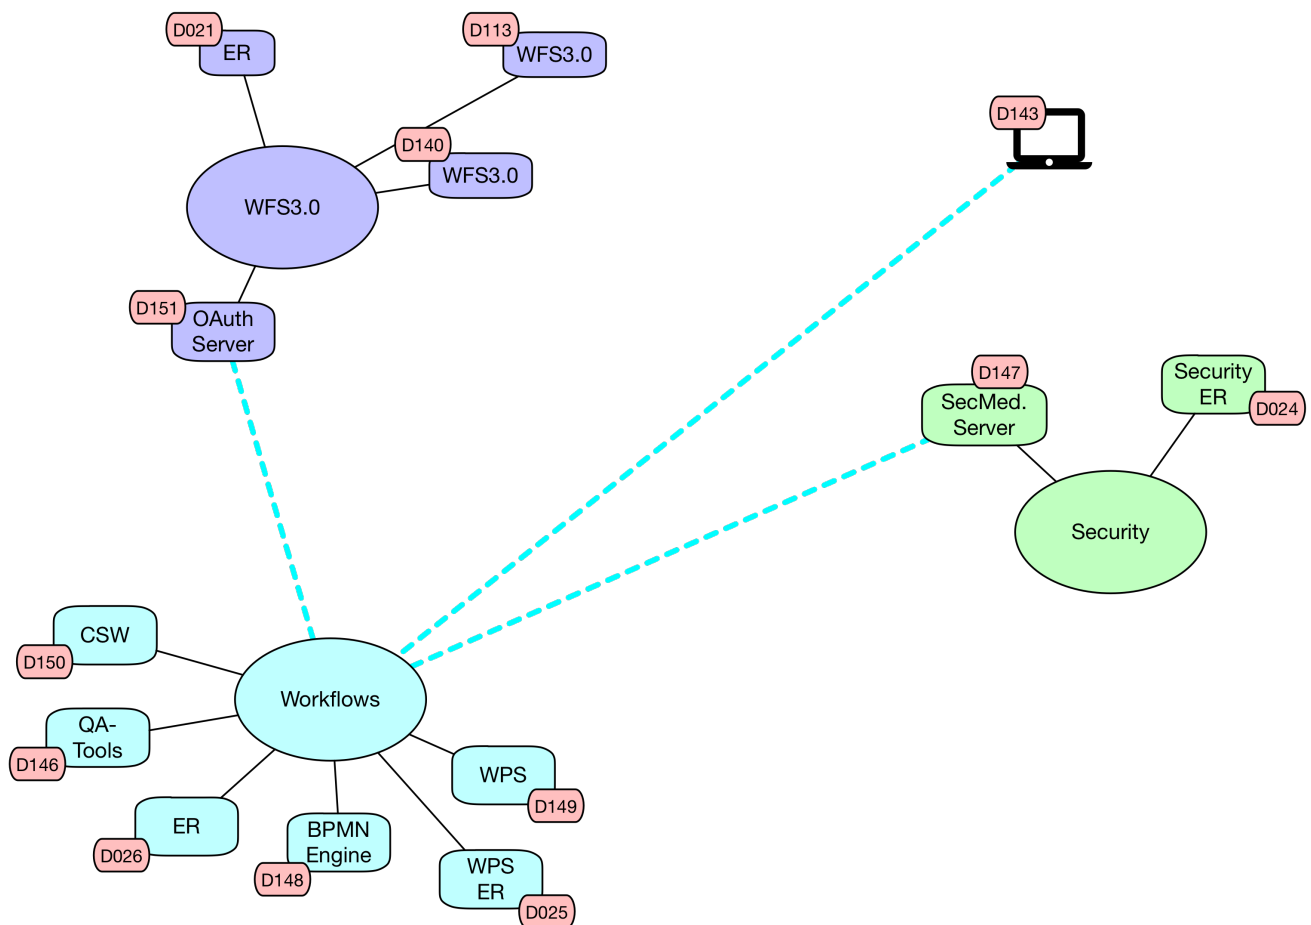 D021
ER
D113
WFS3.0
D140
WFS3.0
WFS3.0
D151
OAuth
Server
D143
D147
SecMed.
Server
Security
ER
D024
Security
CSW
D150
Workflows
QA-
Tools
D146
WPS
D149
ER
D026
BPMN
Engine
D148
WPS
ER
D025